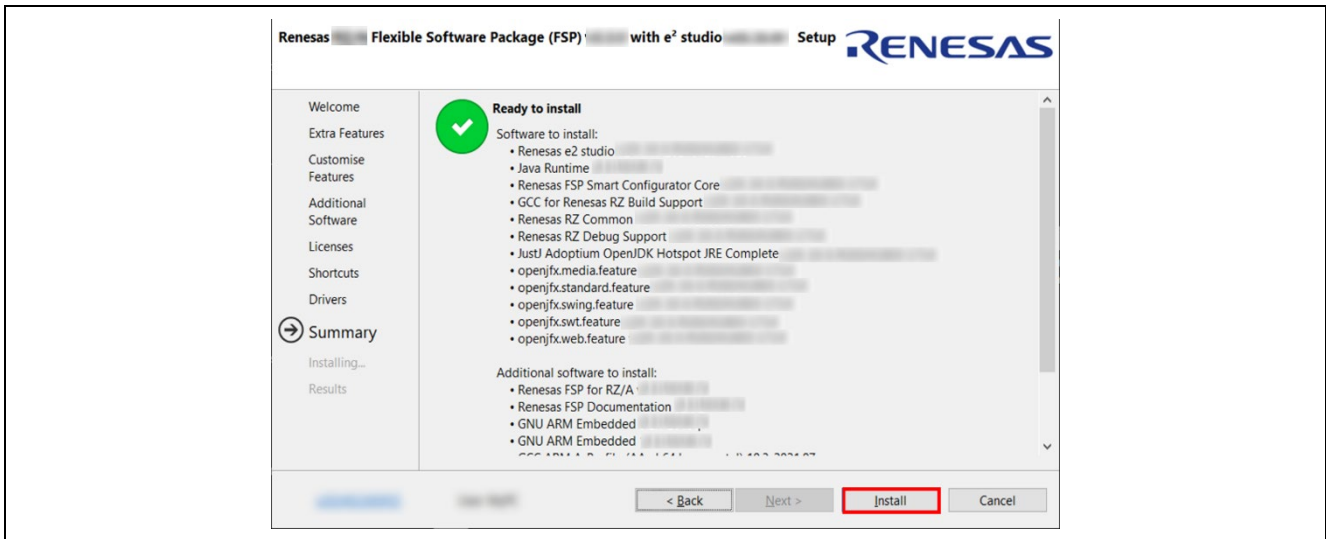 Renesas Flexible Software Package (FSP) with e² studio Setup
RENESAS
Welcome
Extra Features
Customise
Features
Additional
Software
Licenses
Shortcuts
Drivers
Summary
Installing...
Results
Ready to install
Software to install:
• Renesas e2 studio
• Java Runtime
• Renesas FSP Smart Configurator Core
• GCC for Renesas RZ Build Support
• Renesas RZ Common
• Renesas RZ Debug Support
• JustJ Adoptium OpenJDK Hotspot JRE Complete
• openjfx.media.feature
• openjfx.standard.feature
• openjfx.swing.feature
• openjfx.swt.feature
• openjfx.web.feature
Additional software to install:
• Renesas FSP for RZ/A
• Renesas FSP Documentation
• GNU ARM Embedded
• GNU ARM Embedded
< Back
Next >
Install
Cancel